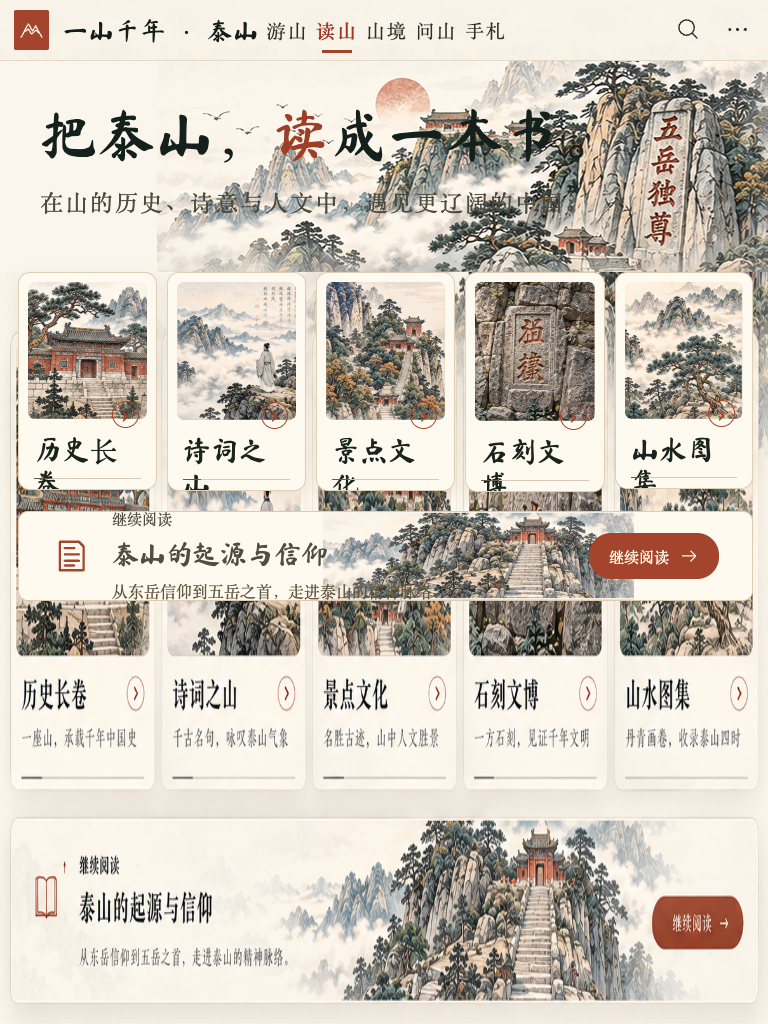 一山千年 · 泰山 游山 读山 山境 问山 手札
把泰山，读成一本书。
在山的历史、诗意与人文中，遇见更辽阔的中国
五岳独尊
历史长卷
诗词之山
景点文化
石刻文博
山水图集
继续阅读
泰山的起源与信仰
从东岳信仰到五岳之首，走进泰山的精神脉络。
继续阅读 →
历史长卷
一座山，承载千年中国史
诗词之山
千古名句，咏叹泰山气象
景点文化
名胜古迹，山中人文胜景
石刻文博
一方石刻，见证千年文明
山水图集
丹青画卷，收录泰山四时
继续阅读
泰山的起源与信仰
从东岳信仰到五岳之首，走进泰山的精神脉络。
继续阅读 →